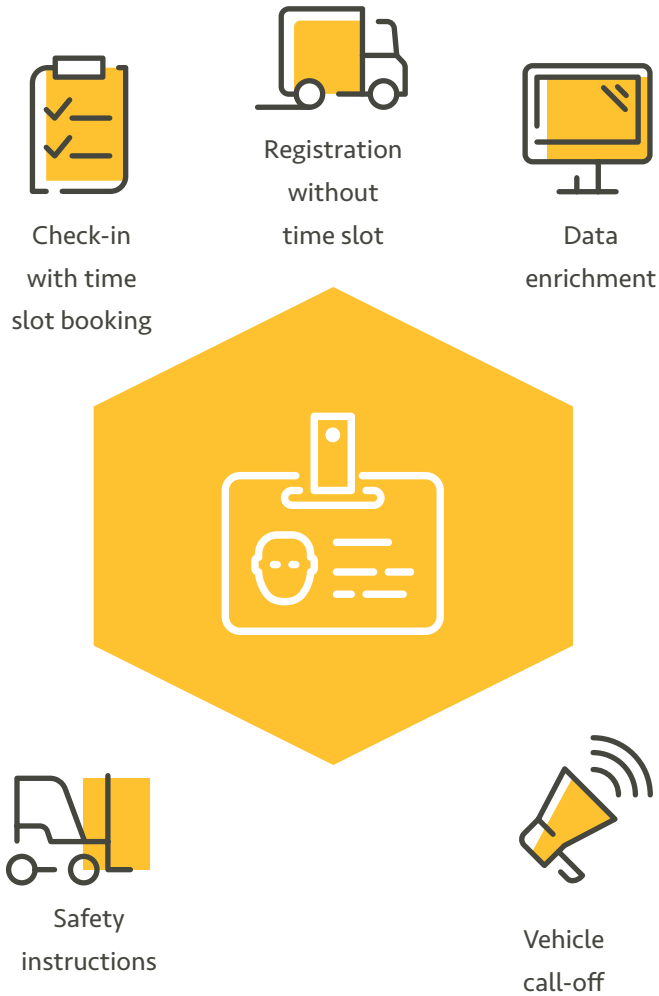 Check-in
with time
slot booking
Registration
without
time slot
Data
enrichment
Safety
instructions
Vehicle
call-off